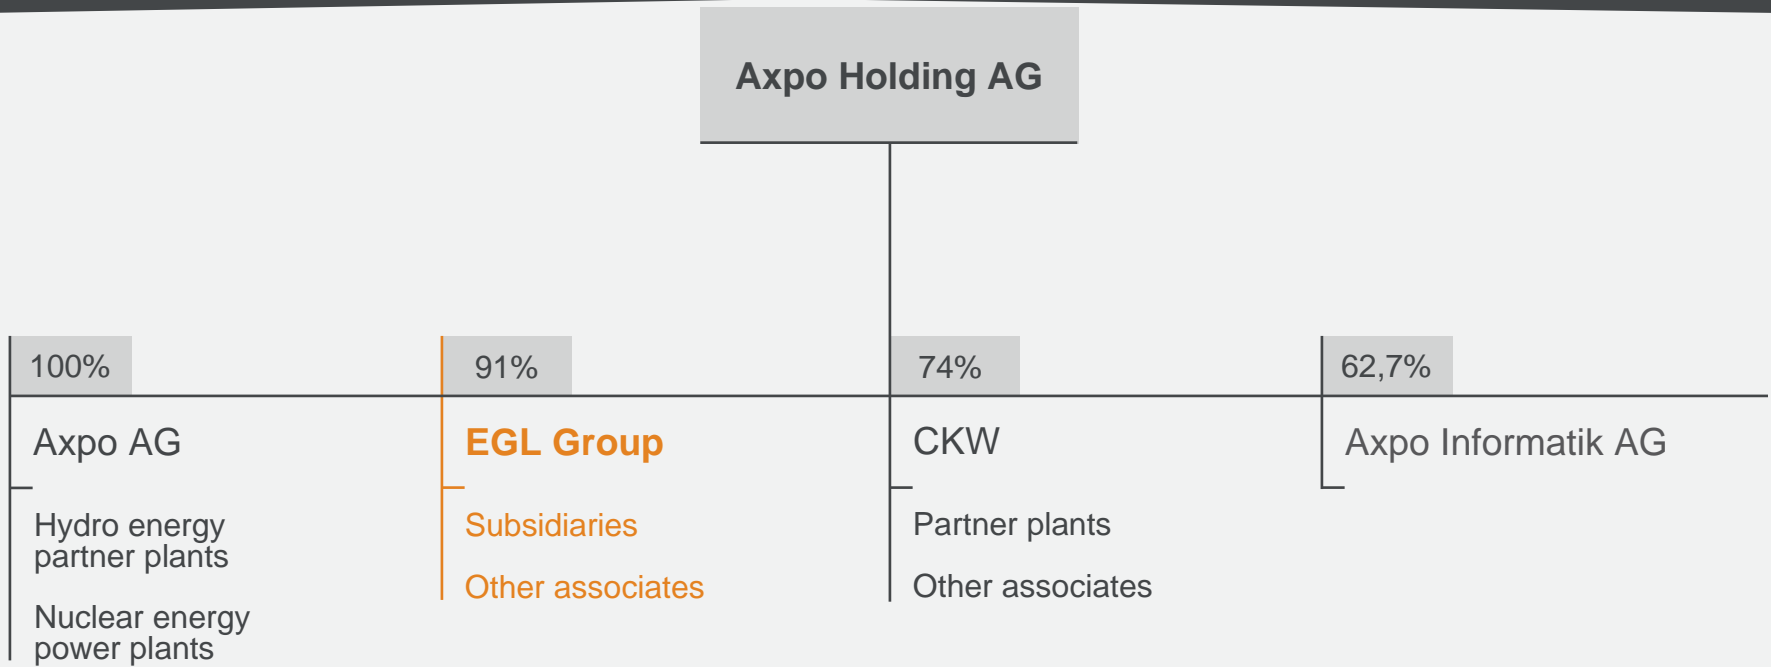 Axpo Holding AG
100%
91%
74%
62,7%
Axpo AG
EGL Group
CKW
Axpo Informatik AG
Hydro energy
partner plants
Nuclear energy
power plants
Subsidiaries
Other associates
Partner plants
Other associates